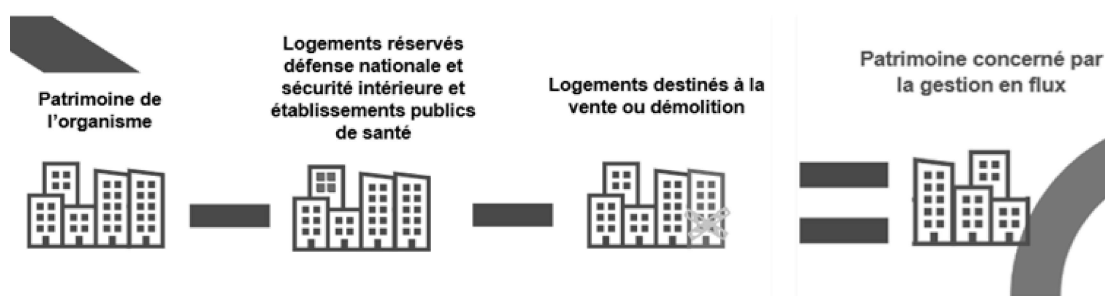 Patrimoine de
l'organisme
Logements réservés
défense nationale et
sécurité intérieure et
établissements publics
de santé
Logements destinés à la
vente ou démolition
Patrimoine concerné par
la gestion en flux